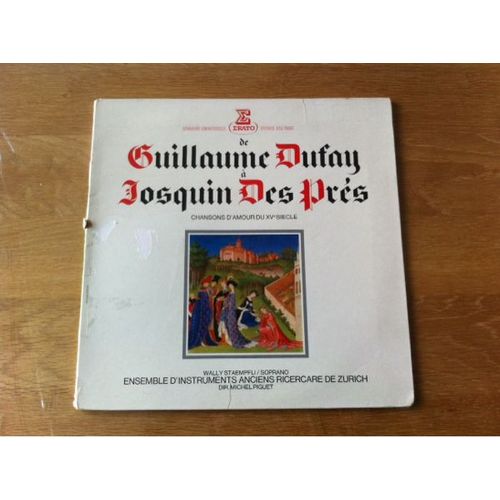 ERATO
de
Guillaume Dufay
à
Josquin Des Prés
CHANSONS D'AMOUR DU XVᵉ SIECLE
WALLY STAEMPFLI / SOPRANO
ENSEMBLE D'INSTRUMENTS ANCIENS RICERCARE DE ZURICH
DIR. MICHEL PIGUET